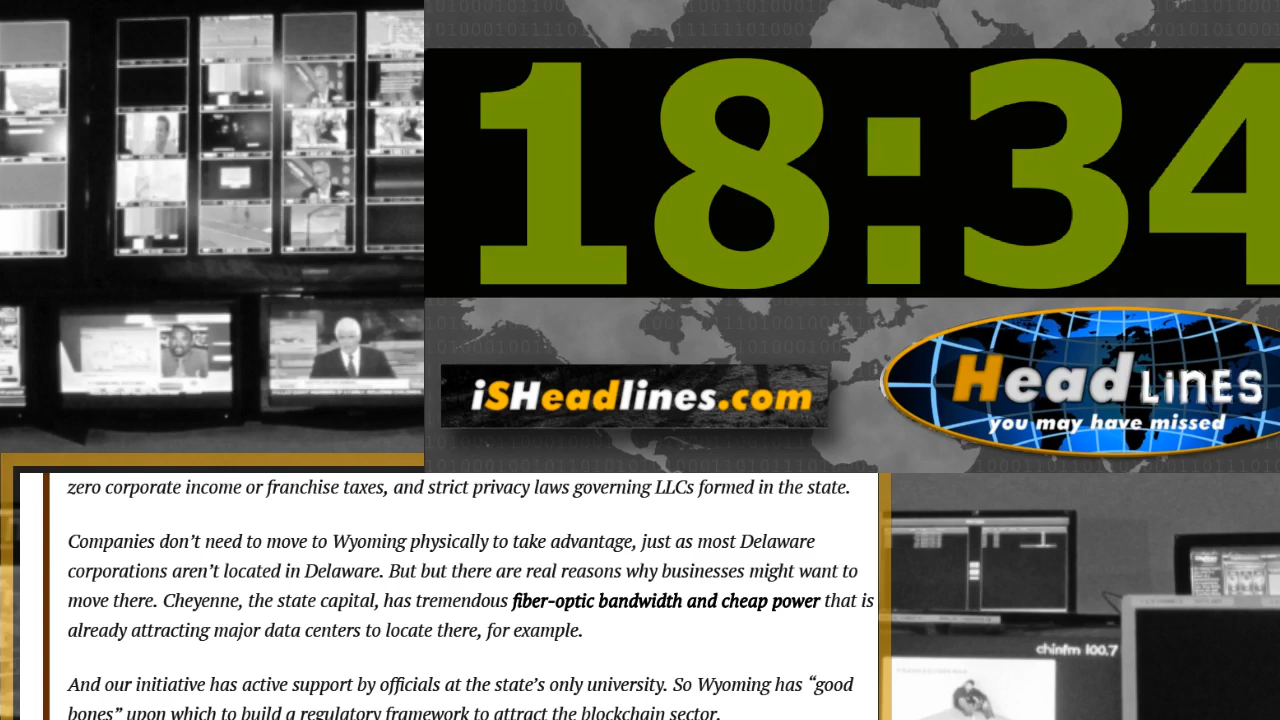 18:34
iSHeadlines.com
HeadLINES
you may have missed
zero corporate income or franchise taxes, and strict privacy laws governing LLCs formed in the state.
Companies don’t need to move to Wyoming physically to take advantage, just as most Delaware
corporations aren’t located in Delaware. But but there are real reasons why businesses might want to
move there. Cheyenne, the state capital, has tremendous fiber-optic bandwidth and cheap power that is
already attracting major data centers to locate there, for example.
And our initiative has active support by officials at the state’s only university. So Wyoming has “good
bones” upon which to build a regulatory framework to attract the blockchain sector.
chinfm 100.7